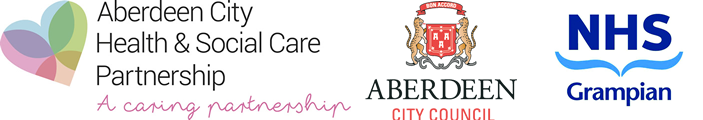 Aberdeen City
Health & Social Care
Partnership
A caring partnership
BON ACCORD
ABERDEEN
CITY COUNCIL
NHS
Grampian